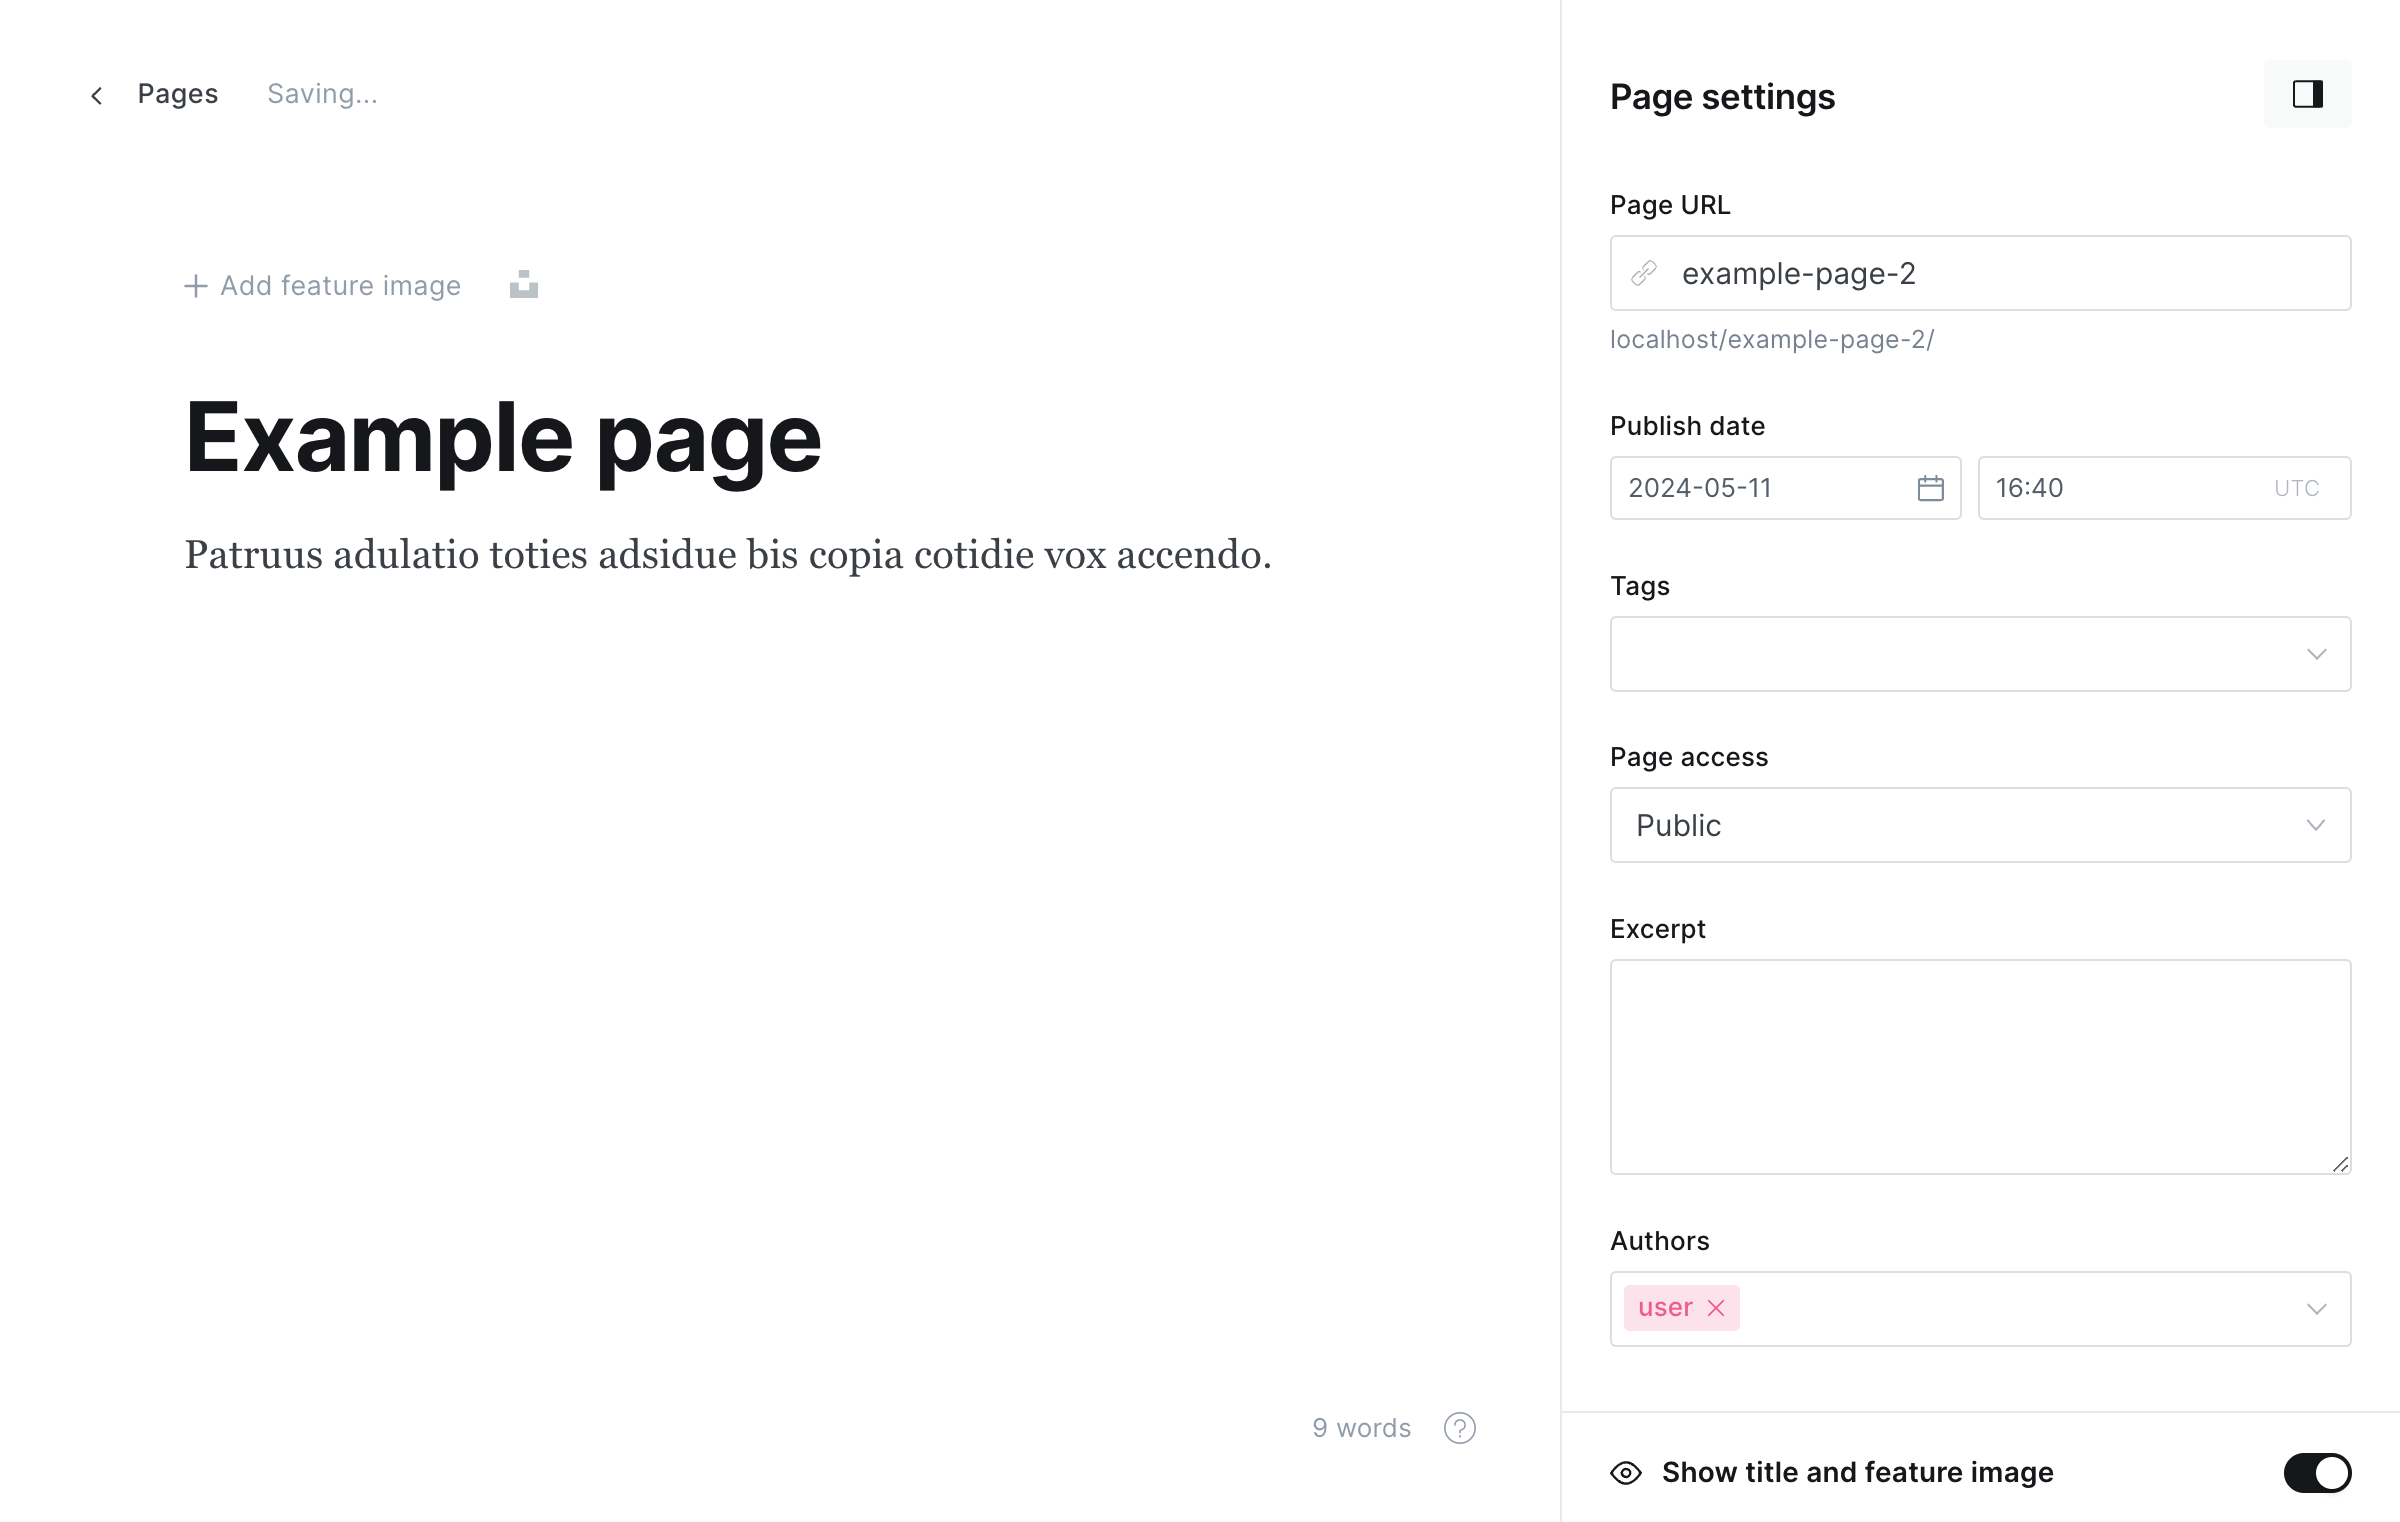 Pages
Saving...
Add feature image
Example page
Patruus adulatio toties adsidue bis copia cotidie vox accendo.
9 words
?
Page settings
Page URL
example-page-2
localhost/example-page-2/
Publish date
2024-05-11
16:40 UTC
Tags
Page access
Public
Excerpt
Authors
user
Show title and feature image